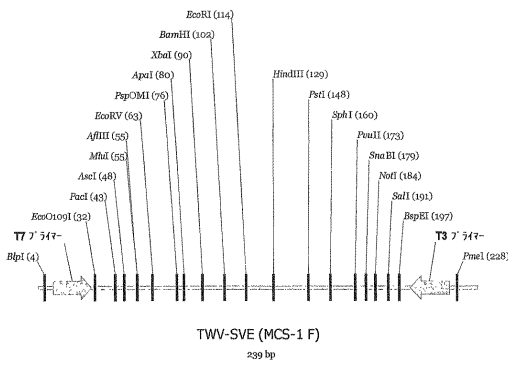 EcoRI (114)
BamHI (102)
XbaI (90)
ApaI (80)
PspOMI (76)
EcoRV (63)
AflIII (55)
MluI (55)
AscI (48)
PacI (43)
EcoO109I (32)
T7 プライマー
BlpI (4)
HindIII (129)
PstI (148)
SphI (160)
PvuII (173)
SnaBI (179)
NotI (184)
SalI (191)
BspEI (197)
T3 プライマー
PmeI (228)
TWV-SVE (MCS-1 F)
239 bp